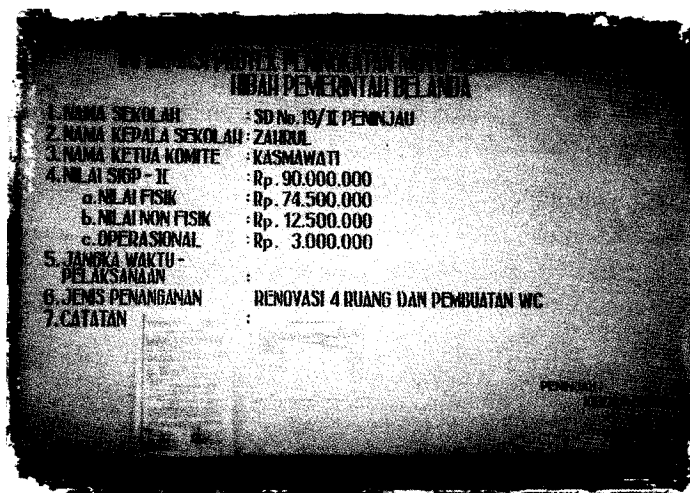 PENINGKATAN
HIBAH PEMERINTAH BELANDA
1. NAMA SEKOLAH : SD No. 19/II PENINJAU
2. NAMA KEPALA SEKOLAH : ZAHRUL
3. NAMA KETUA KOMITE : KASMAWATI
4. NILAI SIGP - II : Rp. 90.000.000
a. NILAI FISIK : Rp. 74.500.000
b. NILAI NON FISIK : Rp. 12.500.000
c. OPERASIONAL : Rp. 3.000.000
5. JANGKA WAKTU -
PELAKSANAAN :
6. JENIS PENANGANAN RENOVASI 4 RUANG DAN PEMBUATAN WC
7. CATATAN :